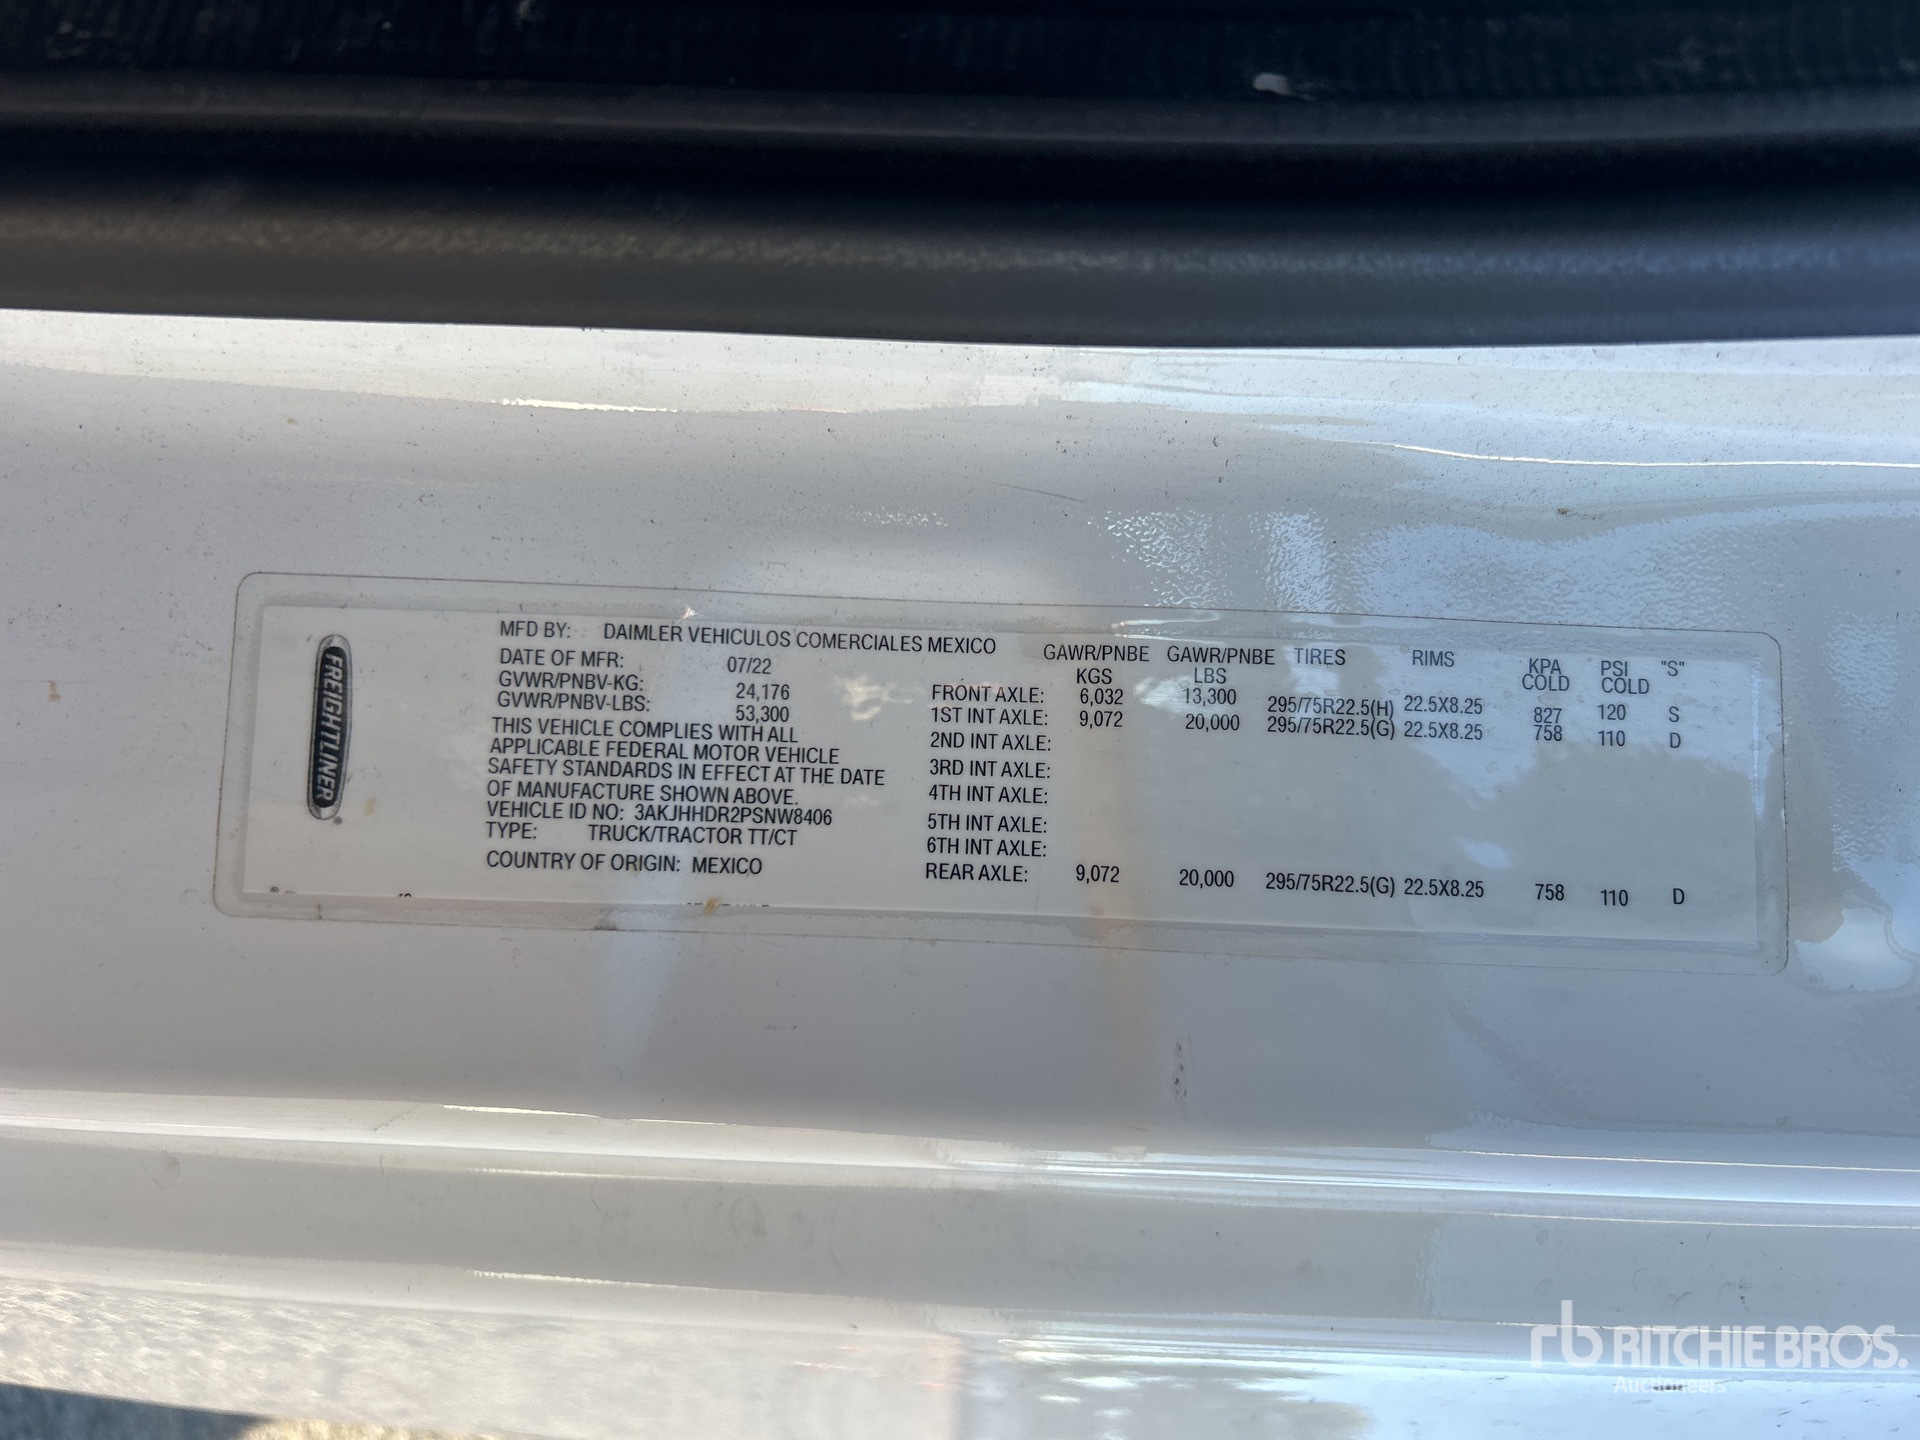 FREIGHTLINER
MFD BY: DAIMLER VEHICULOS COMERCIALES MEXICO
DATE OF MFR: 07/22
GVWR/PNBV-KG: 24,176
GVWR/PNBV-LBS: 53,300
THIS VEHICLE COMPLIES WITH ALL
APPLICABLE FEDERAL MOTOR VEHICLE
SAFETY STANDARDS IN EFFECT AT THE DATE
OF MANUFACTURE SHOWN ABOVE.
VEHICLE ID NO: 3AKJHHDR2PSNW8406
TYPE: TRUCK/TRACTOR TT/CT
COUNTRY OF ORIGIN: MEXICO
GAWR/PNBE GAWR/PNBE TIRES RIMS KPA PSI "S"
KGS LBS COLD COLD
FRONT AXLE: 6,032 13,300 295/75R22.5(H) 22.5X8.25 827 120 S
1ST INT AXLE: 9,072 20,000 295/75R22.5(G) 22.5X8.25 758 110 D
2ND INT AXLE:
3RD INT AXLE:
4TH INT AXLE:
5TH INT AXLE:
6TH INT AXLE:
REAR AXLE: 9,072 20,000 295/75R22.5(G) 22.5X8.25 758 110 D
rb RITCHIE BROS.
Auctioneers